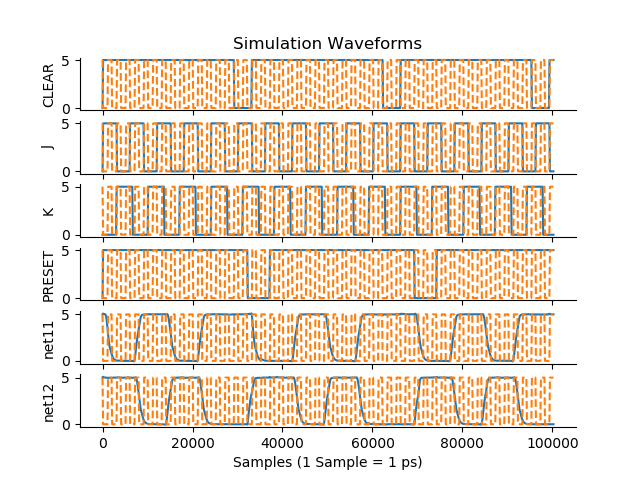 Simulation Waveforms
CLEAR
5
0
J
5
0
K
5
0
PRESET
5
0
net11
5
0
net12
5
0
0 20000 40000 60000 80000 100000
Samples (1 Sample = 1 ps)